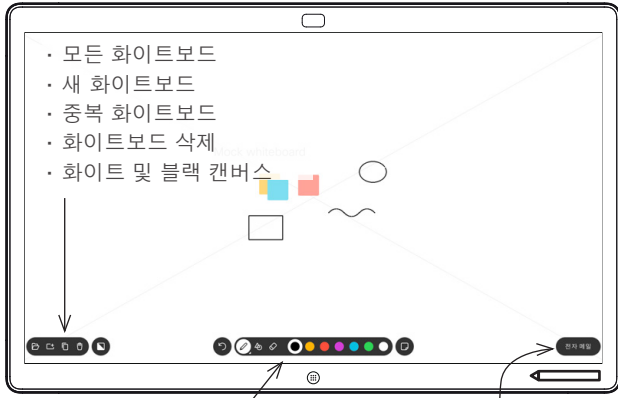 · 모든 화이트보드
· 새 화이트보드
· 중복 화이트보드
· 화이트보드 삭제
· 화이트 및 블랙 캔버스
전자 메일